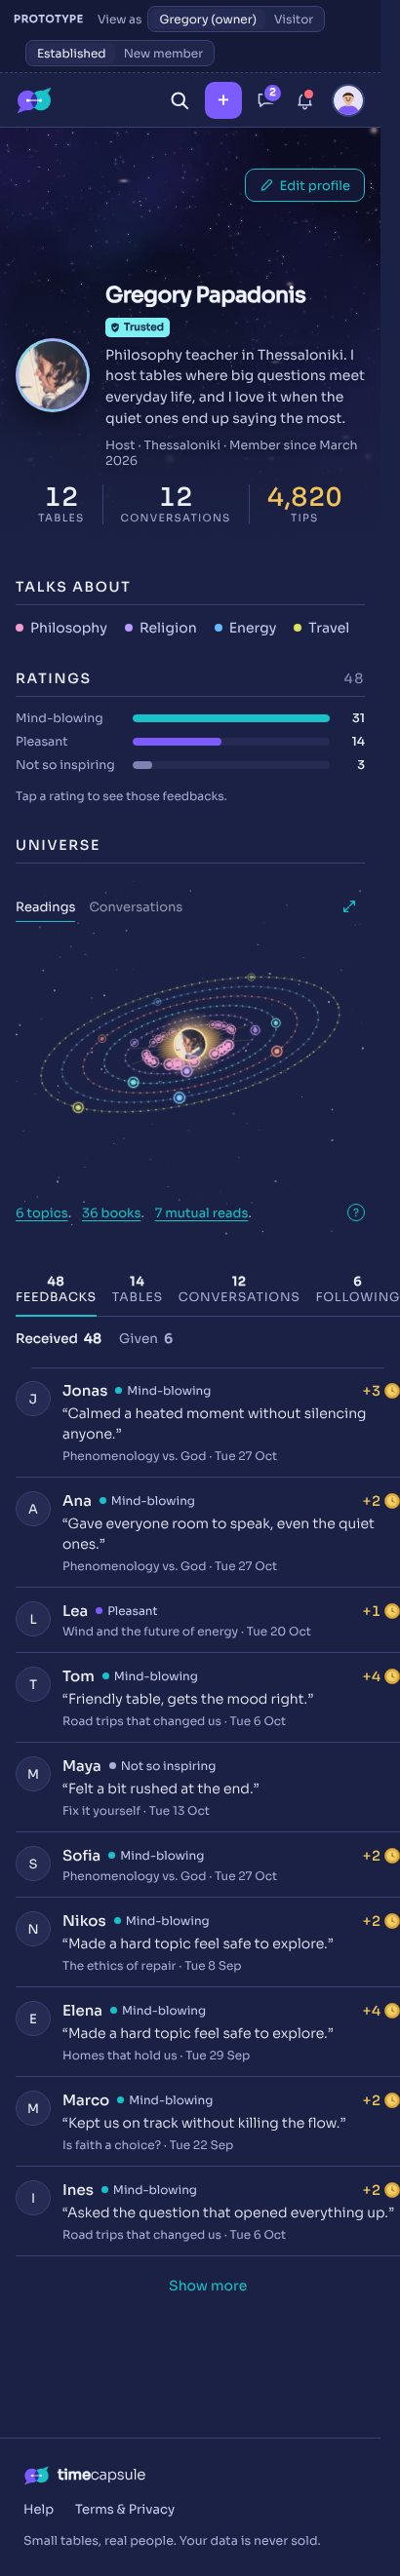 PROTOTYPE View as Gregory (owner) Visitor
Established New member
+ 2
Edit profile
Gregory Papadonis
Trusted
Philosophy teacher in Thessaloniki. I
host tables where big questions meet
everyday life, and I love it when the
quiet ones end up saying the most.
Host · Thessaloniki · Member since March
2026
12 12 4,820
TABLES CONVERSATIONS TIPS
TALKS ABOUT
Philosophy Religion Energy Travel
RATINGS 48
Mind-blowing 31
Pleasant 14
Not so inspiring 3
Tap a rating to see those feedbacks.
UNIVERSE
Readings Conversations
6 topics. 36 books. 7 mutual reads. ?
48 14 12 6
FEEDBACKS TABLES CONVERSATIONS FOLLOWING
Received 48 Given 6
J Jonas Mind-blowing +3
“Calmed a heated moment without silencing
anyone.”
Phenomenology vs. God · Tue 27 Oct
A Ana Mind-blowing +2
“Gave everyone room to speak, even the quiet
ones.”
Phenomenology vs. God · Tue 27 Oct
L Lea Pleasant +1
Wind and the future of energy · Tue 20 Oct
T Tom Mind-blowing +4
“Friendly table, gets the mood right.”
Road trips that changed us · Tue 6 Oct
M Maya Not so inspiring
“Felt a bit rushed at the end.”
Fix it yourself · Tue 13 Oct
S Sofia Mind-blowing +2
Phenomenology vs. God · Tue 27 Oct
N Nikos Mind-blowing +2
“Made a hard topic feel safe to explore.”
The ethics of repair · Tue 8 Sep
E Elena Mind-blowing +4
“Made a hard topic feel safe to explore.”
Homes that hold us · Tue 29 Sep
M Marco Mind-blowing +2
“Kept us on track without killing the flow.”
Is faith a choice? · Tue 22 Sep
I Ines Mind-blowing +2
“Asked the question that opened everything up.”
Road trips that changed us · Tue 6 Oct
Show more
timecapsule
Help Terms & Privacy
Small tables, real people. Your data is never sold.